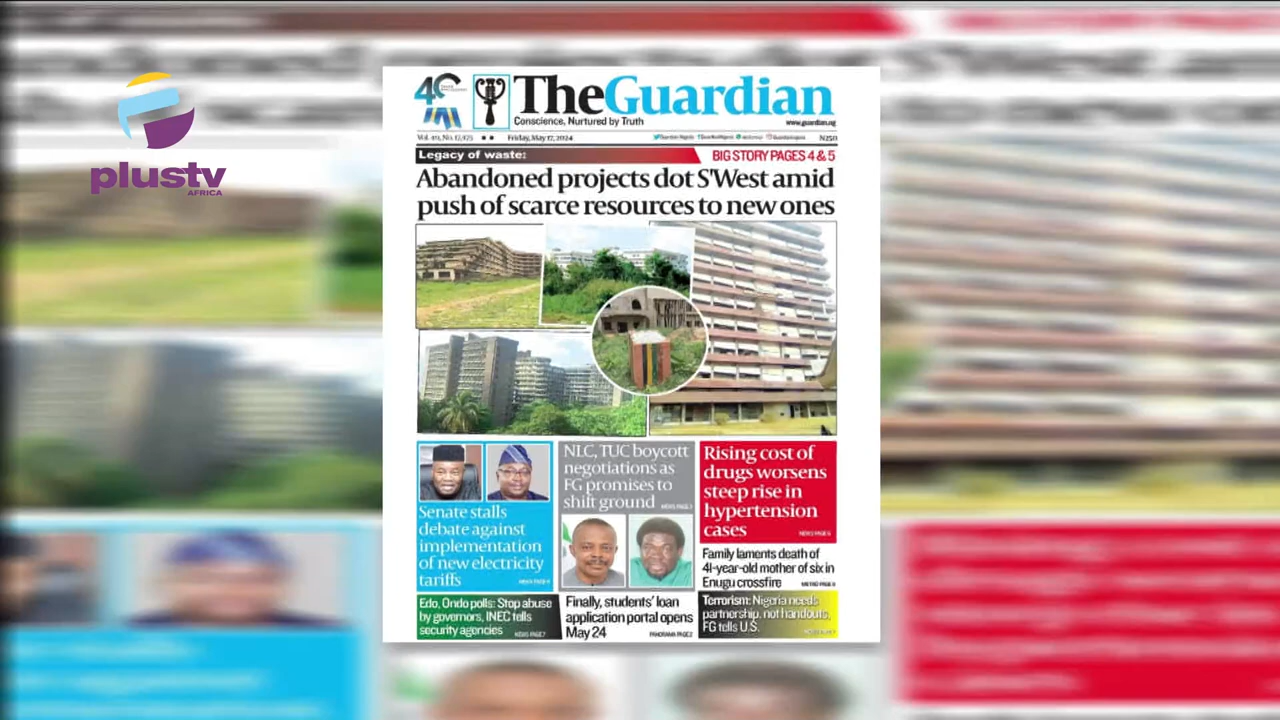 plustv
AFRICA
40
TheGuardian
Conscience, Nurtured by Truth
www.guardian.ng
Friday, May 17, 2024
N250
Legacy of waste:
BIG STORY PAGES 4 & 5
Abandoned projects dot S'West amid
push of scarce resources to new ones
Senate stalls
debate against
implementation
of new electricity
tariffs
NLC, TUC boycott
negotiations as
FG promises to
shift ground
Rising cost of
drugs worsens
steep rise in
hypertension
cases
Family laments death of
41-year-old mother of six in
Enugu crossfire
Edo, Ondo polls: Stop abuse
by governors, INEC tells
security agencies
NEWS PAGE 7
Finally, students' loan
application portal opens
May 24
Terrorism: Nigeria needs
partnership, not handouts,
FG tells U.S.